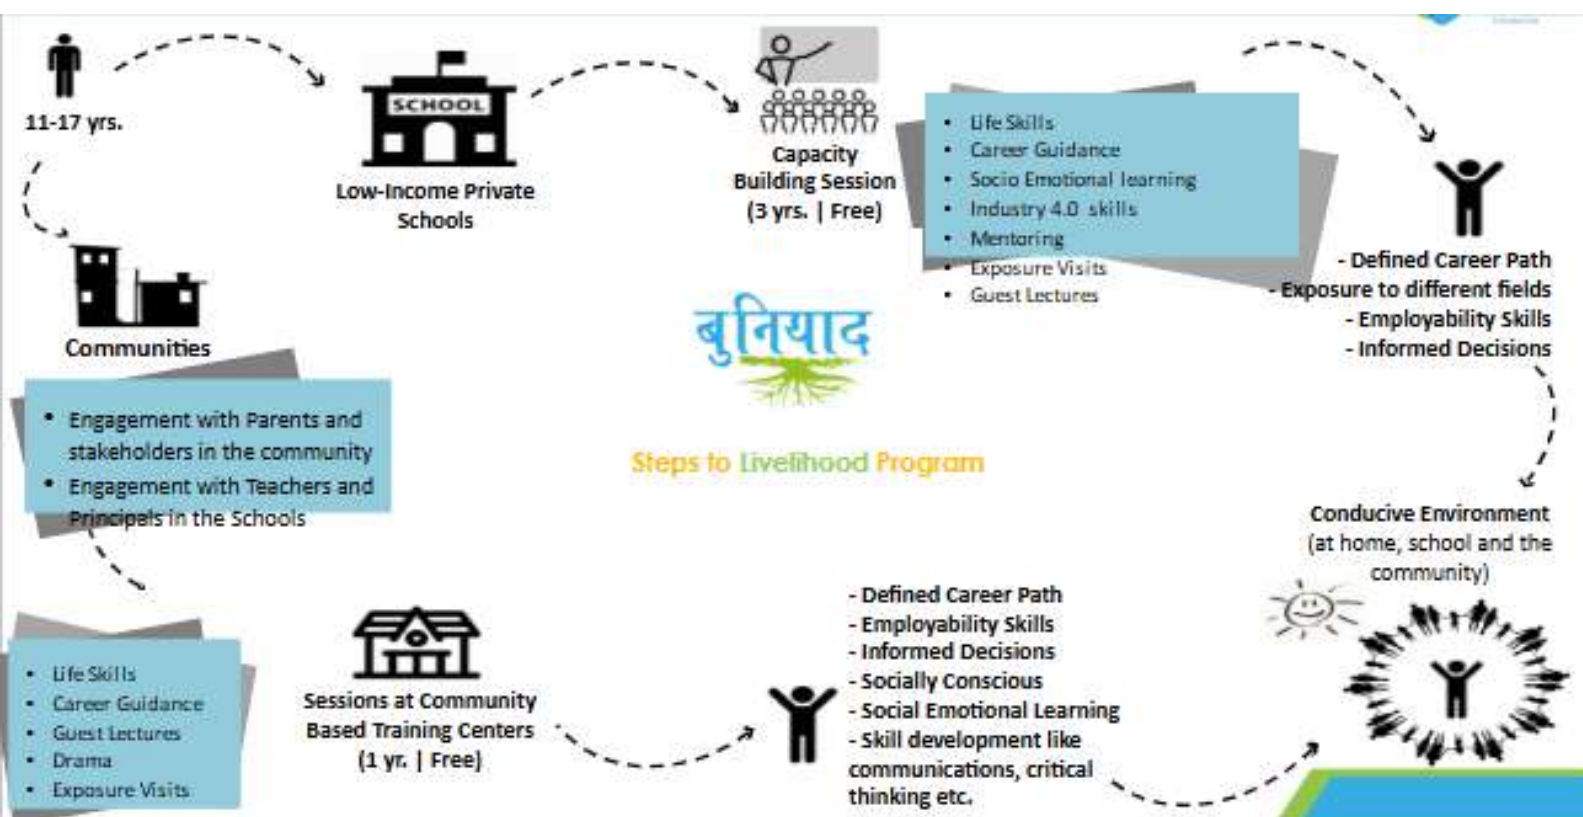 11-17 yrs.
SCHOOL
Low-Income Private
Schools
Capacity
Building Session
(3 yrs. | Free)
• Life Skills
• Career Guidance
• Socio Emotional learning
• Industry 4.0 skills
• Mentoring
• Exposure Visits
• Guest Lectures
- Defined Career Path
- Exposure to different fields
- Employability Skills
- Informed Decisions
Communities
• Engagement with Parents and
stakeholders in the community
• Engagement with Teachers and
Principals in the Schools
बुनियाद
Steps to Livelihood Program
Conducive Environment
(at home, school and the
community)
• Life Skills
• Career Guidance
• Guest Lectures
• Drama
• Exposure Visits
Sessions at Community
Based Training Centers
(1 yr. | Free)
- Defined Career Path
- Employability Skills
- Informed Decisions
- Socially Conscious
- Social Emotional Learning
- Skill development like
communications, critical
thinking etc.